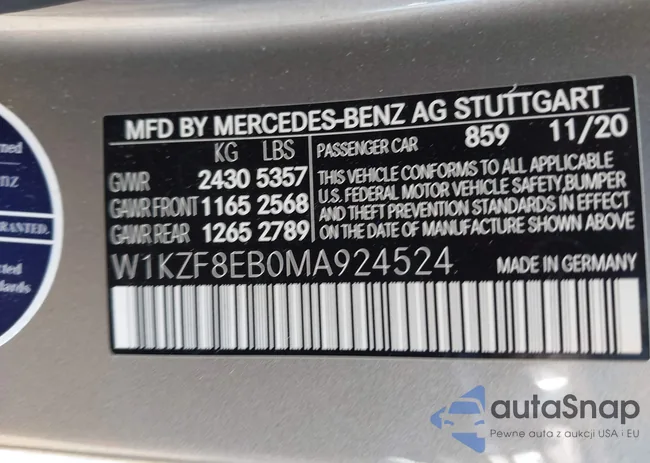 MFD BY MERCEDES-BENZ AG STUTTGART
KG LBS
GWR 2430 5357
GAWR FRONT 1165 2568
GAWR REAR 1265 2789
PASSENGER CAR 859 11/20
THIS VEHICLE CONFORMS TO ALL APPLICABLE
U.S. FEDERAL MOTOR VEHICLE SAFETY, BUMPER
AND THEFT PREVENTION STANDARDS IN EFFECT
ON THE DATE OF MANUFACTURE SHOWN ABOVE
W1KZF8EB0MA924524 MADE IN GERMANY
autaSnap
Pewne auta z aukcji USA i EU